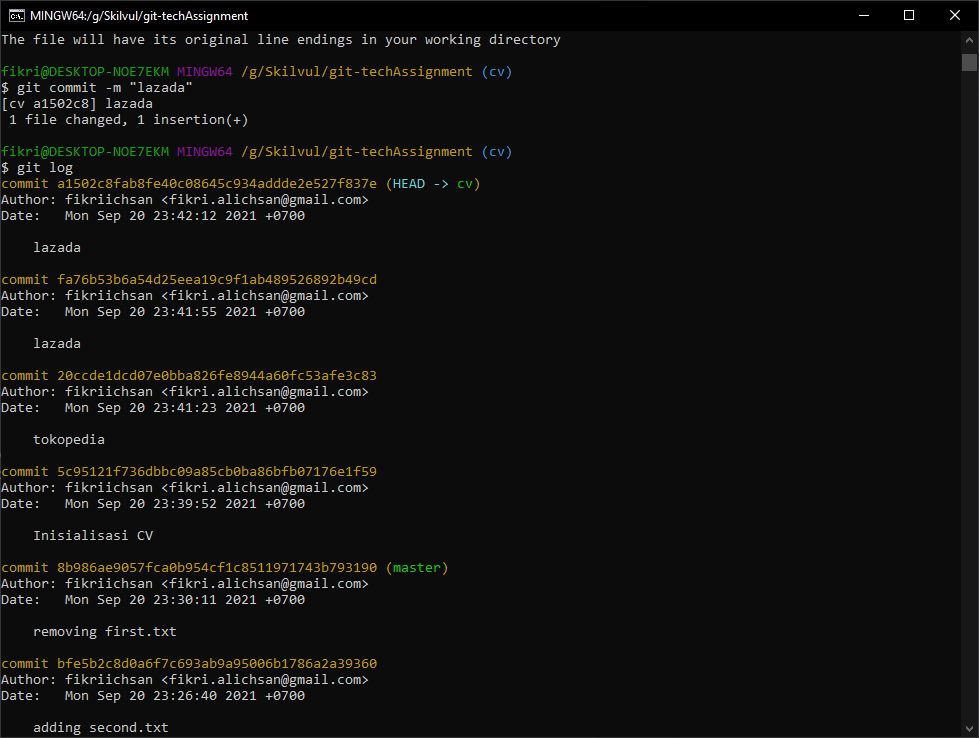 MINGW64:/g/Skilvul/git-techAssignment
The file will have its original line endings in your working directory
fikri@DESKTOP-NOE7EKM MINGW64 /g/Skilvul/git-techAssignment (cv)
$ git commit -m "lazada"
[cv a1502c8] lazada
 1 file changed, 1 insertion(+)
fikri@DESKTOP-NOE7EKM MINGW64 /g/Skilvul/git-techAssignment (cv)
$ git log
commit a1502c8fab8fe40c08645c934addde2e527f837e (HEAD -> cv)
Author: fikriichsan <fikri.alichsan@gmail.com>
Date:   Mon Sep 20 23:42:12 2021 +0700
    lazada
commit fa76b53b6a54d25eea19c9f1ab489526892b49cd
Author: fikriichsan <fikri.alichsan@gmail.com>
Date:   Mon Sep 20 23:41:55 2021 +0700
    lazada
commit 20ccde1dcd07e0bba826fe8944a60fc53afe3c83
Author: fikriichsan <fikri.alichsan@gmail.com>
Date:   Mon Sep 20 23:41:23 2021 +0700
    tokopedia
commit 5c95121f736dbbc09a85cb0ba86bfb07176e1f59
Author: fikriichsan <fikri.alichsan@gmail.com>
Date:   Mon Sep 20 23:39:52 2021 +0700
    Inisialisasi CV
commit 8b986ae9057fca0b954cf1c8511971743b793190 (master)
Author: fikriichsan <fikri.alichsan@gmail.com>
Date:   Mon Sep 20 23:30:11 2021 +0700
    removing first.txt
commit bfe5b2c8d0a6f7c693ab9a95006b1786a2a39360
Author: fikriichsan <fikri.alichsan@gmail.com>
Date:   Mon Sep 20 23:26:40 2021 +0700
    adding second.txt